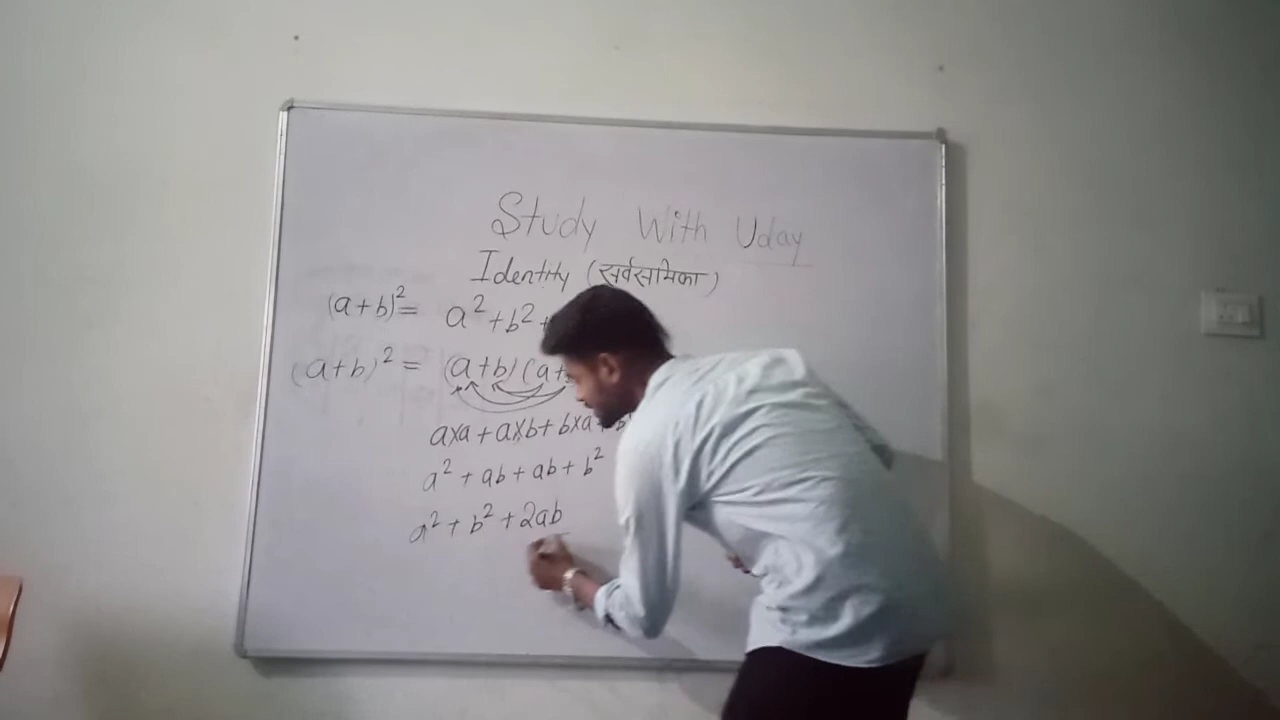 Study With Uday
Identity (सर्वसमिका)
(a+b)²= a²+b²+
(a+b)²= (a+b)(a+
axa+axb+bxa+b
a²+ab+ab+b²
a²+b²+2ab